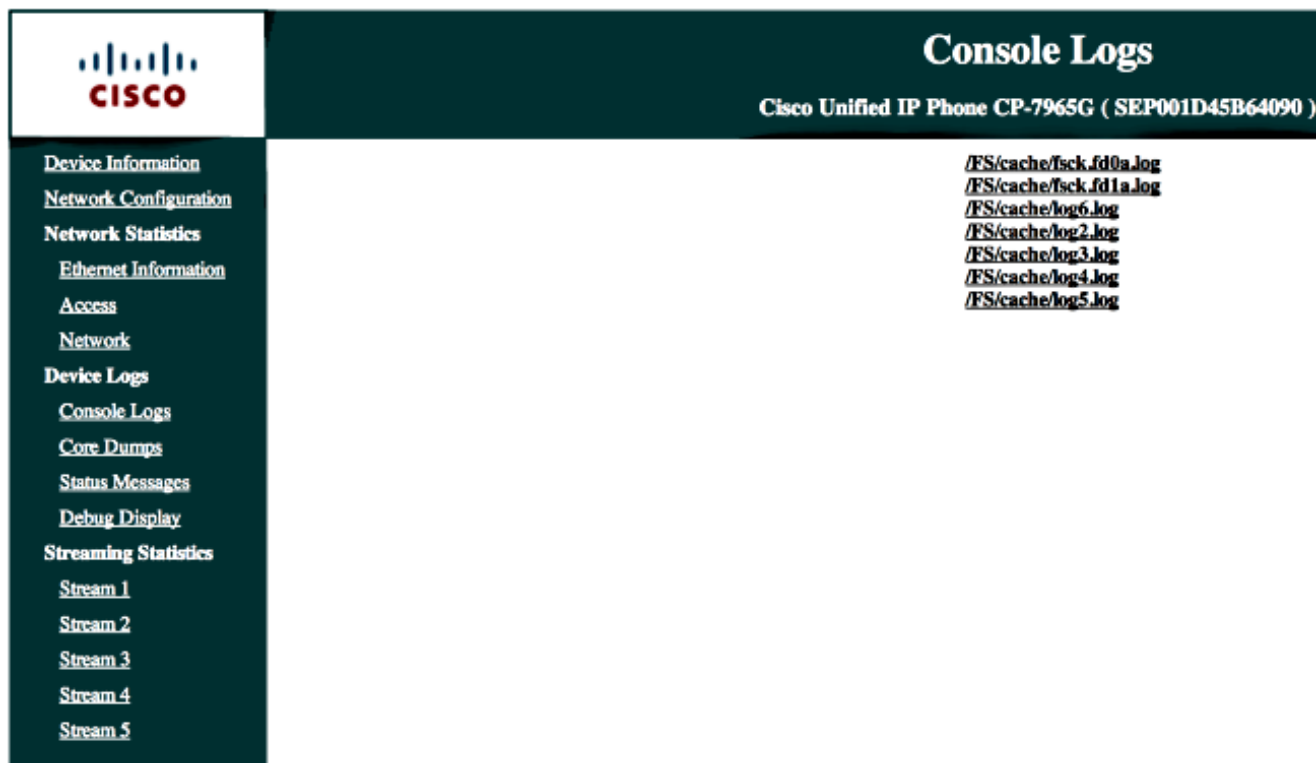 CISCO
Console Logs
Cisco Unified IP Phone CP-7965G ( SEP001D45B64090 )
Device Information
Network Configuration
Network Statistics
Ethernet Information
Access
Network
Device Logs
Console Logs
Core Dumps
Status Messages
Debug Display
Streaming Statistics
Stream 1
Stream 2
Stream 3
Stream 4
Stream 5
/FS/cache/fsck.fd0a.log
/FS/cache/fsck.fd1a.log
/FS/cache/log6.log
/FS/cache/log2.log
/FS/cache/log3.log
/FS/cache/log4.log
/FS/cache/log5.log